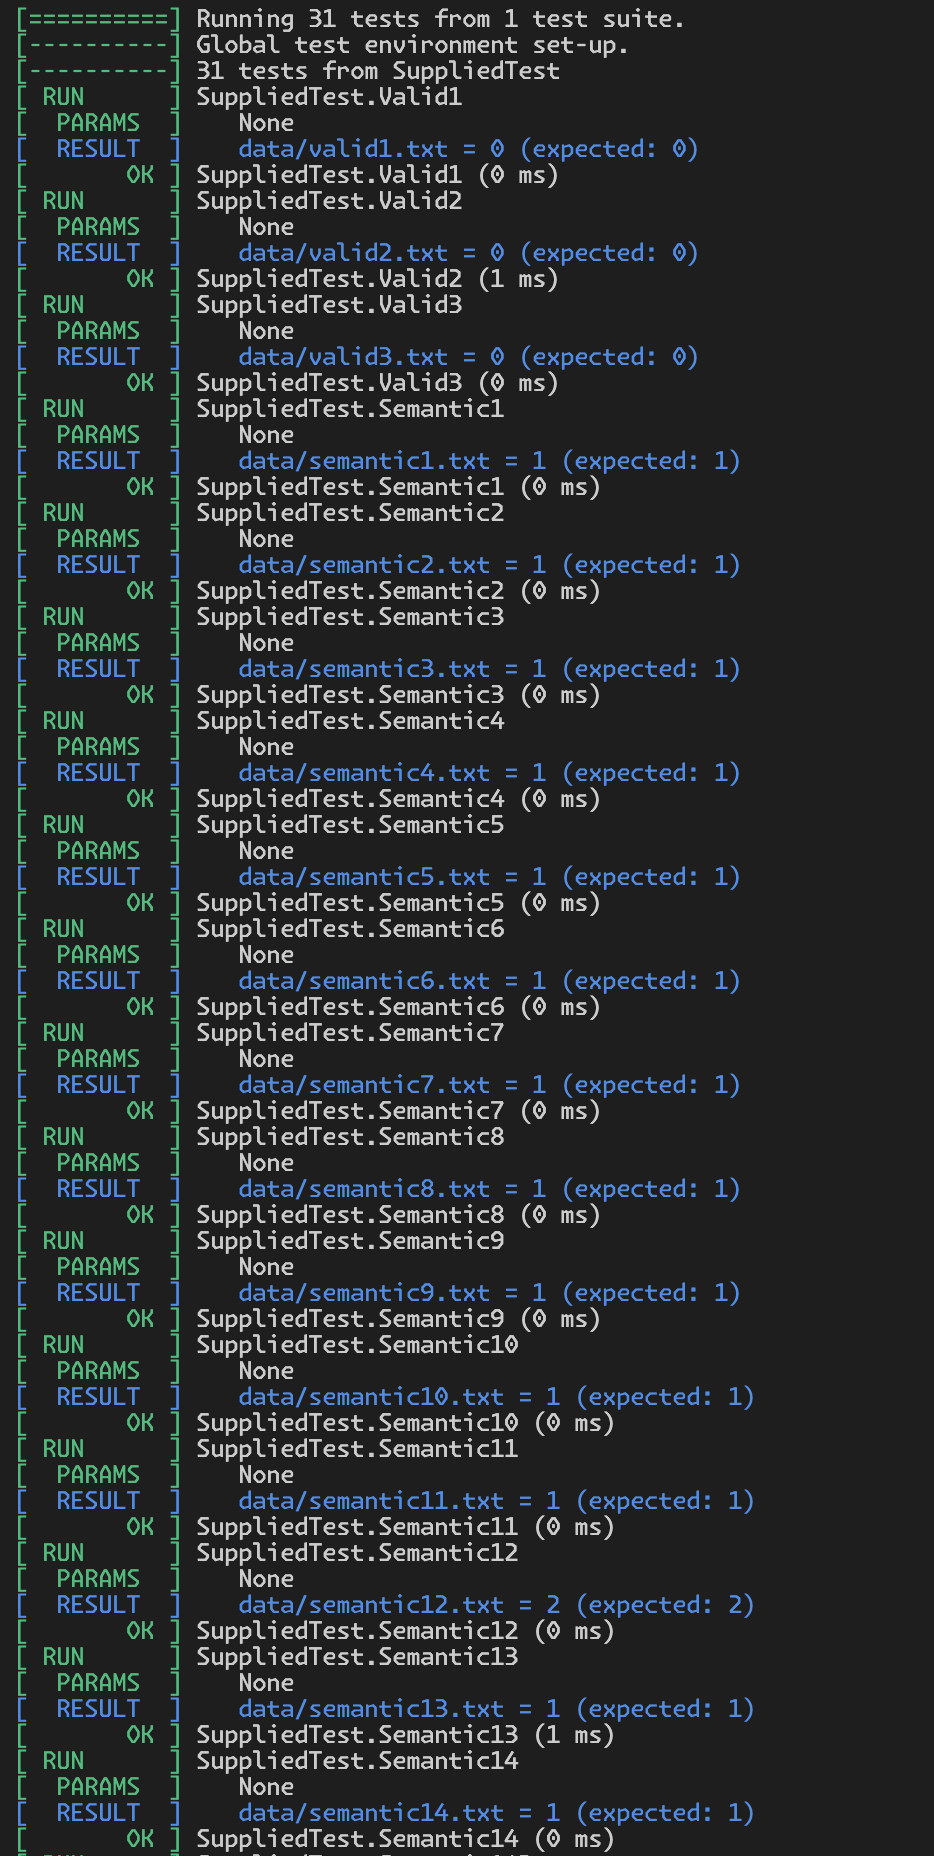 [==========] Running 31 tests from 1 test suite.
[----------] Global test environment set-up.
[----------] 31 tests from SuppliedTest
[ RUN      ] SuppliedTest.Valid1
[  PARAMS  ]    None
[  RESULT  ]    data/valid1.txt = 0 (expected: 0)
[       OK ] SuppliedTest.Valid1 (0 ms)
[ RUN      ] SuppliedTest.Valid2
[  PARAMS  ]    None
[  RESULT  ]    data/valid2.txt = 0 (expected: 0)
[       OK ] SuppliedTest.Valid2 (1 ms)
[ RUN      ] SuppliedTest.Valid3
[  PARAMS  ]    None
[  RESULT  ]    data/valid3.txt = 0 (expected: 0)
[       OK ] SuppliedTest.Valid3 (0 ms)
[ RUN      ] SuppliedTest.Semantic1
[  PARAMS  ]    None
[  RESULT  ]    data/semantic1.txt = 1 (expected: 1)
[       OK ] SuppliedTest.Semantic1 (0 ms)
[ RUN      ] SuppliedTest.Semantic2
[  PARAMS  ]    None
[  RESULT  ]    data/semantic2.txt = 1 (expected: 1)
[       OK ] SuppliedTest.Semantic2 (0 ms)
[ RUN      ] SuppliedTest.Semantic3
[  PARAMS  ]    None
[  RESULT  ]    data/semantic3.txt = 1 (expected: 1)
[       OK ] SuppliedTest.Semantic3 (0 ms)
[ RUN      ] SuppliedTest.Semantic4
[  PARAMS  ]    None
[  RESULT  ]    data/semantic4.txt = 1 (expected: 1)
[       OK ] SuppliedTest.Semantic4 (0 ms)
[ RUN      ] SuppliedTest.Semantic5
[  PARAMS  ]    None
[  RESULT  ]    data/semantic5.txt = 1 (expected: 1)
[       OK ] SuppliedTest.Semantic5 (0 ms)
[ RUN      ] SuppliedTest.Semantic6
[  PARAMS  ]    None
[  RESULT  ]    data/semantic6.txt = 1 (expected: 1)
[       OK ] SuppliedTest.Semantic6 (0 ms)
[ RUN      ] SuppliedTest.Semantic7
[  PARAMS  ]    None
[  RESULT  ]    data/semantic7.txt = 1 (expected: 1)
[       OK ] SuppliedTest.Semantic7 (0 ms)
[ RUN      ] SuppliedTest.Semantic8
[  PARAMS  ]    None
[  RESULT  ]    data/semantic8.txt = 1 (expected: 1)
[       OK ] SuppliedTest.Semantic8 (0 ms)
[ RUN      ] SuppliedTest.Semantic9
[  PARAMS  ]    None
[  RESULT  ]    data/semantic9.txt = 1 (expected: 1)
[       OK ] SuppliedTest.Semantic9 (0 ms)
[ RUN      ] SuppliedTest.Semantic10
[  PARAMS  ]    None
[  RESULT  ]    data/semantic10.txt = 1 (expected: 1)
[       OK ] SuppliedTest.Semantic10 (0 ms)
[ RUN      ] SuppliedTest.Semantic11
[  PARAMS  ]    None
[  RESULT  ]    data/semantic11.txt = 1 (expected: 1)
[       OK ] SuppliedTest.Semantic11 (0 ms)
[ RUN      ] SuppliedTest.Semantic12
[  PARAMS  ]    None
[  RESULT  ]    data/semantic12.txt = 2 (expected: 2)
[       OK ] SuppliedTest.Semantic12 (0 ms)
[ RUN      ] SuppliedTest.Semantic13
[  PARAMS  ]    None
[  RESULT  ]    data/semantic13.txt = 1 (expected: 1)
[       OK ] SuppliedTest.Semantic13 (1 ms)
[ RUN      ] SuppliedTest.Semantic14
[  PARAMS  ]    None
[  RESULT  ]    data/semantic14.txt = 1 (expected: 1)
[       OK ] SuppliedTest.Semantic14 (0 ms)